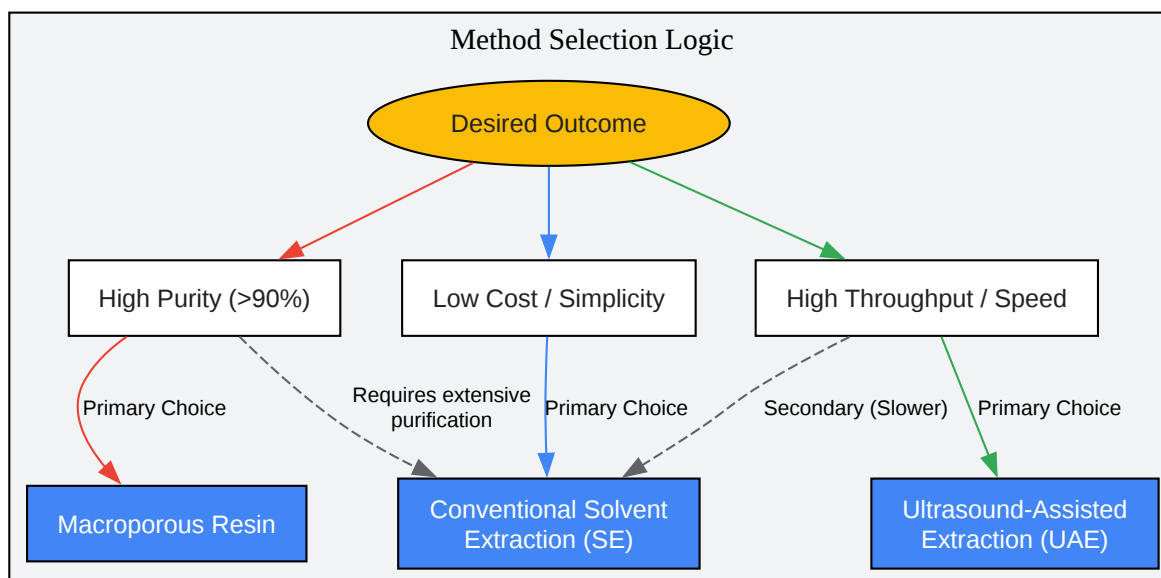 Method Selection Logic
Desired Outcome
High Purity (>90%)
Low Cost / Simplicity
High Throughput / Speed
Primary Choice
Requires extensive
purification
Primary Choice
Secondary (Slower)
Primary Choice
Macroporous Resin
Conventional Solvent
Extraction (SE)
Ultrasound-Assisted
Extraction (UAE)